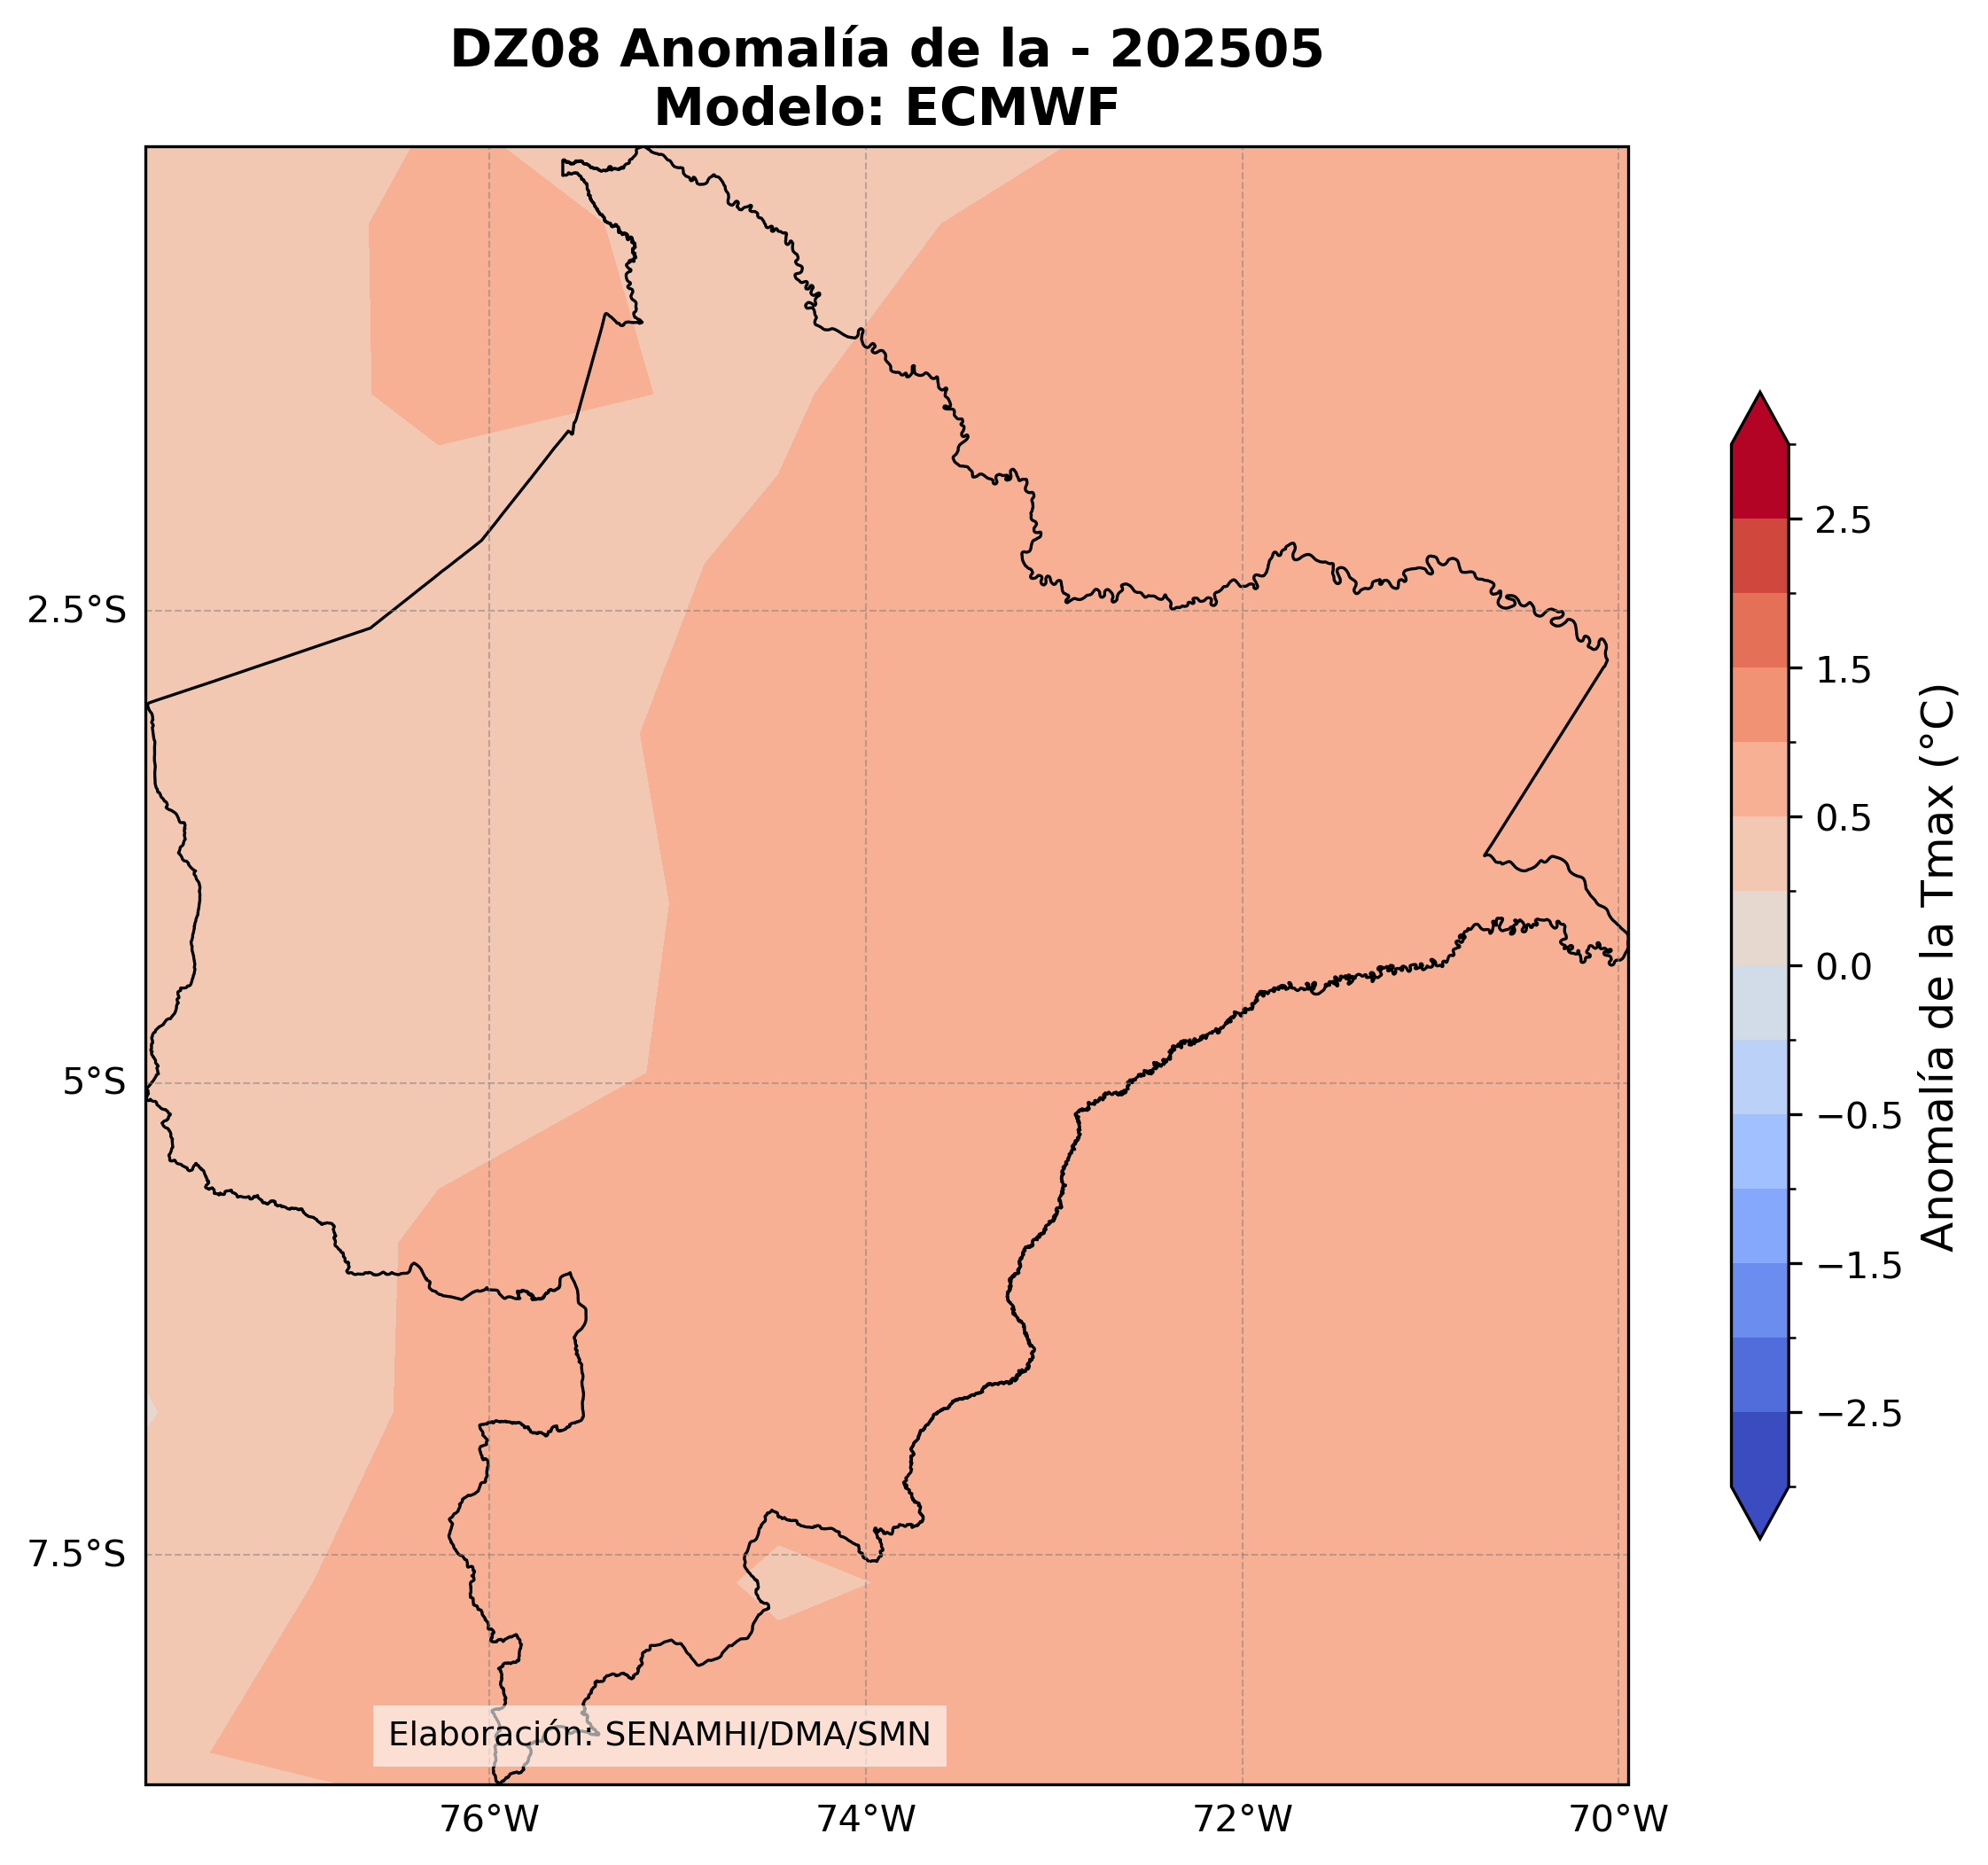 DZ08 Anomalía de la - 202505
Modelo: ECMWF
2.5°S
5°S
7.5°S
76°W
74°W
72°W
70°W
Elaboración: SENAMHI/DMA/SMN
2.5
1.5
0.5
0.0
−0.5
−1.5
−2.5
Anomalía de la Tmax (°C)